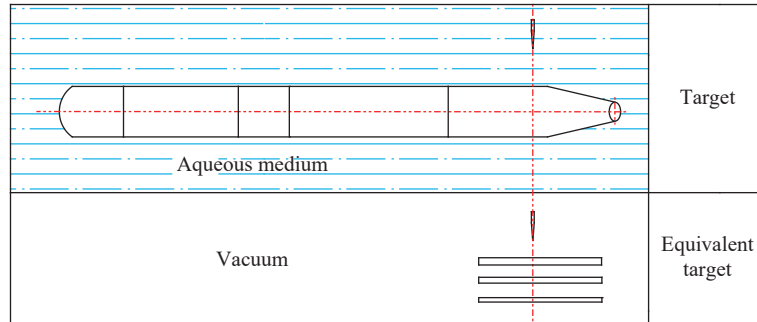 Target
Aqueous medium
Vacuum
Equivalent
target